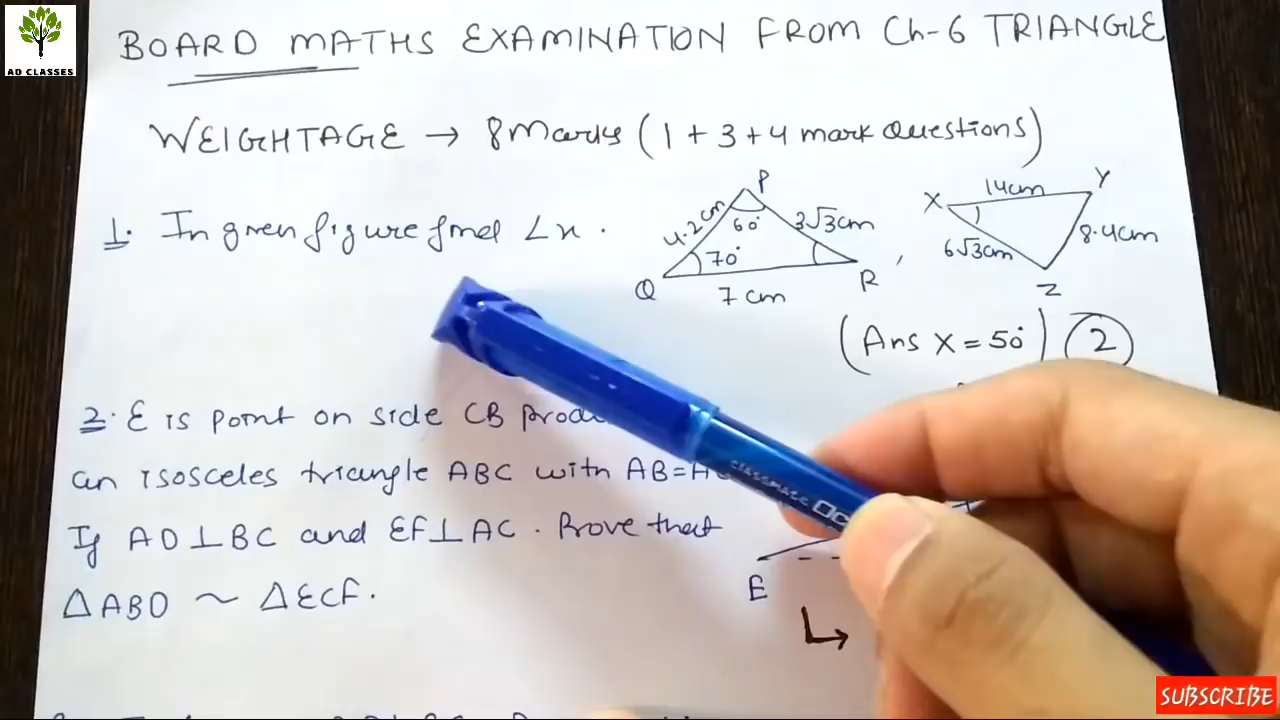 AD CLASSES
BOARD MATHS EXAMINATION FROM Ch-6 TRIANGLE
WEIGHTAGE → 8 Marks (1 + 3 + 4 mark Questions)
1. In given figure find ∠x .
P
4.2 cm
60°
3√3cm
70°
Q
7 cm
R
,
X
14cm
Y
6√3cm
8.4cm
Z
(Ans X = 50°) 2
2. E is point on side CB
an isosceles triangle ABC with AB=
If AD⊥BC and EF⊥AC . Prove that
△ABD ~ △ECF.
E
SUBSCRIBE